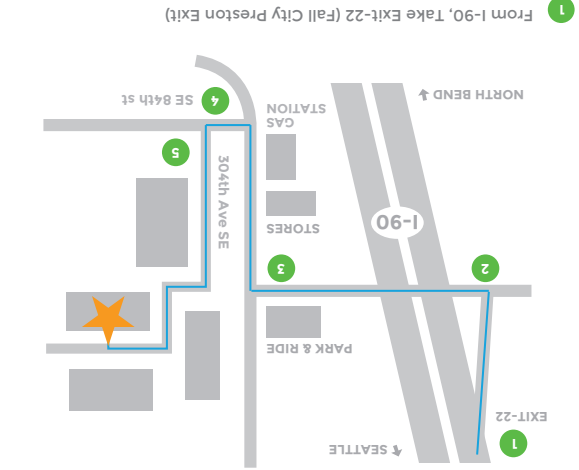 SEATTLE
1
EXIT-22
PARK & RIDE
2
3
STORES
I-90
304th Ave SE
5
GAS
STATION
4
SE 84th st
NORTH BEND
1 From I-90, Take Exit-22 (Fall City Preston Exit)